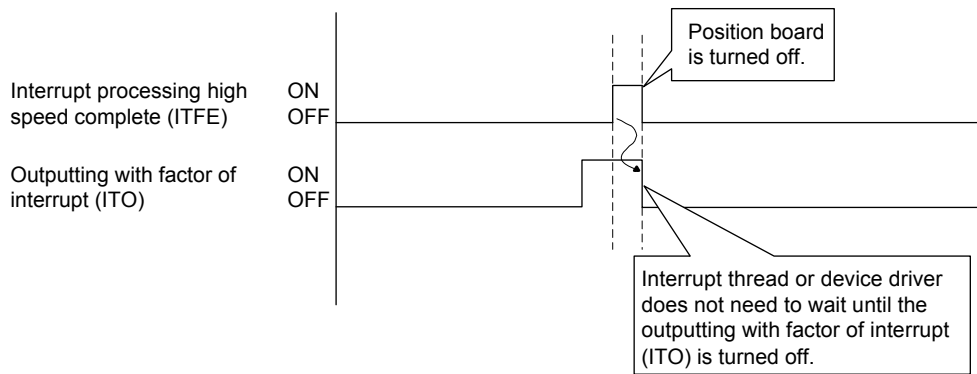 Position board
is turned off.
Interrupt processing high
speed complete (ITFE)
ON
OFF
Outputting with factor of
interrupt (ITO)
ON
OFF
Interrupt thread or device driver
does not need to wait until the
outputting with factor of interrupt
(ITO) is turned off.